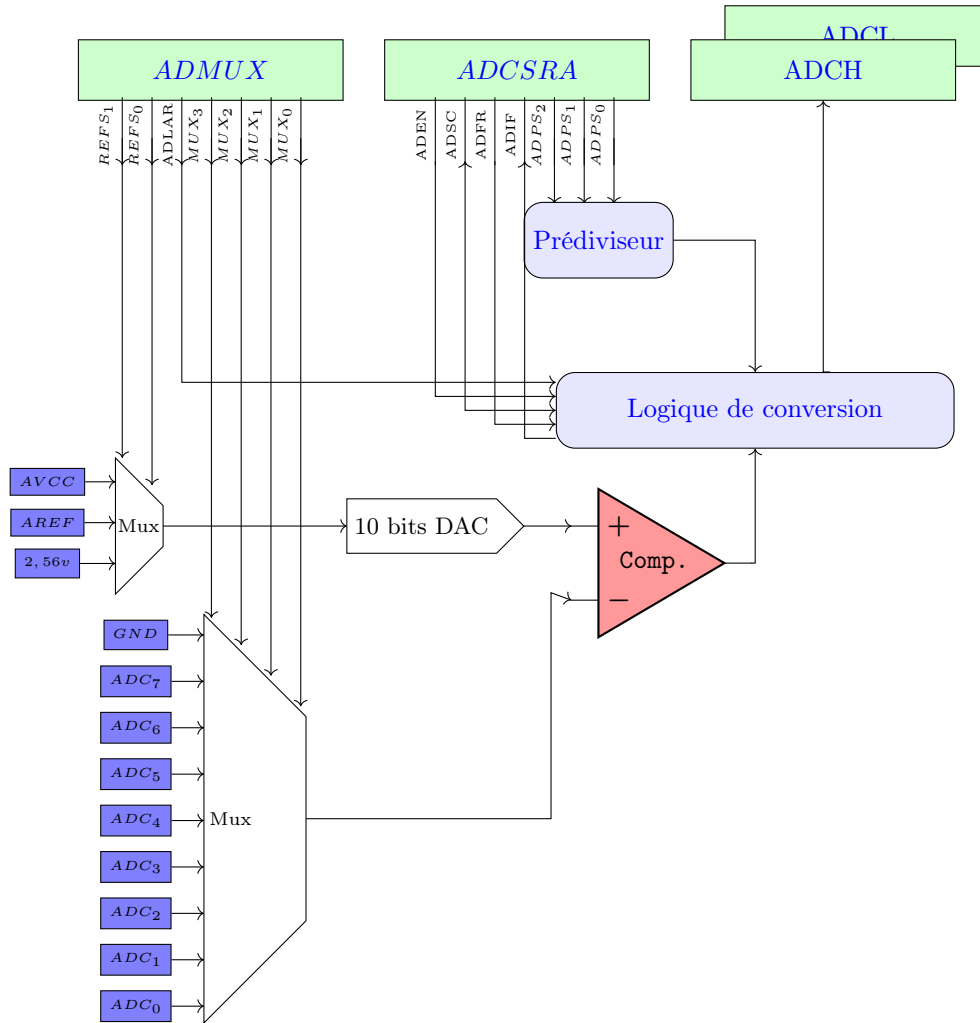 ADCL
ADMUX
ADCSRA
ADCH
REFS₁
REFS₀
ADLAR
MUX₃
MUX₂
MUX₁
MUX₀
ADEN
ADSC
ADFR
ADIF
ADPS₂
ADPS₁
ADPS₀
Prédiviseur
Logique de conversion
AVCC
AREF
2, 56v
Mux
10 bits DAC
+
Comp.
−
GND
ADC₇
ADC₆
ADC₅
ADC₄
Mux
ADC₃
ADC₂
ADC₁
ADC₀